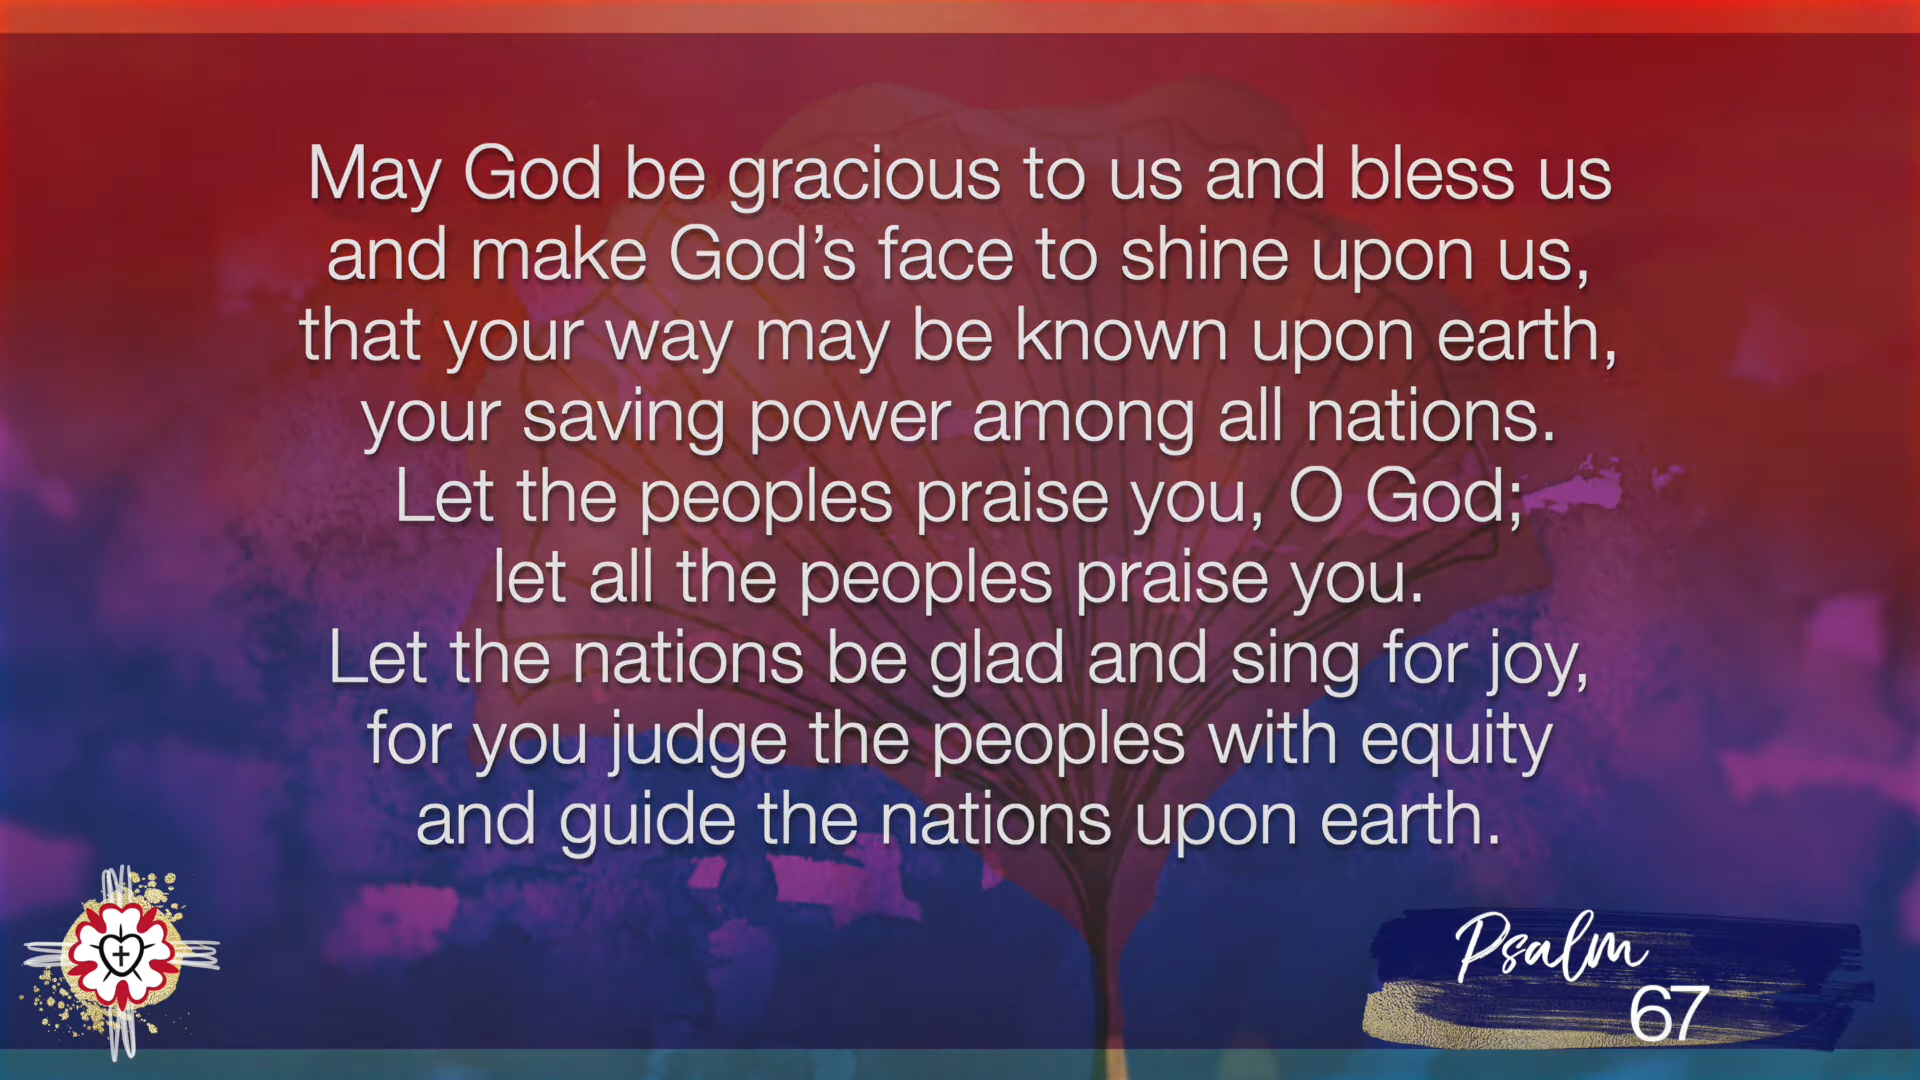 May God be gracious to us and bless us
and make God’s face to shine upon us,
that your way may be known upon earth,
your saving power among all nations.
Let the peoples praise you, O God;
let all the peoples praise you.
Let the nations be glad and sing for joy,
for you judge the peoples with equity
and guide the nations upon earth.
Psalm
67